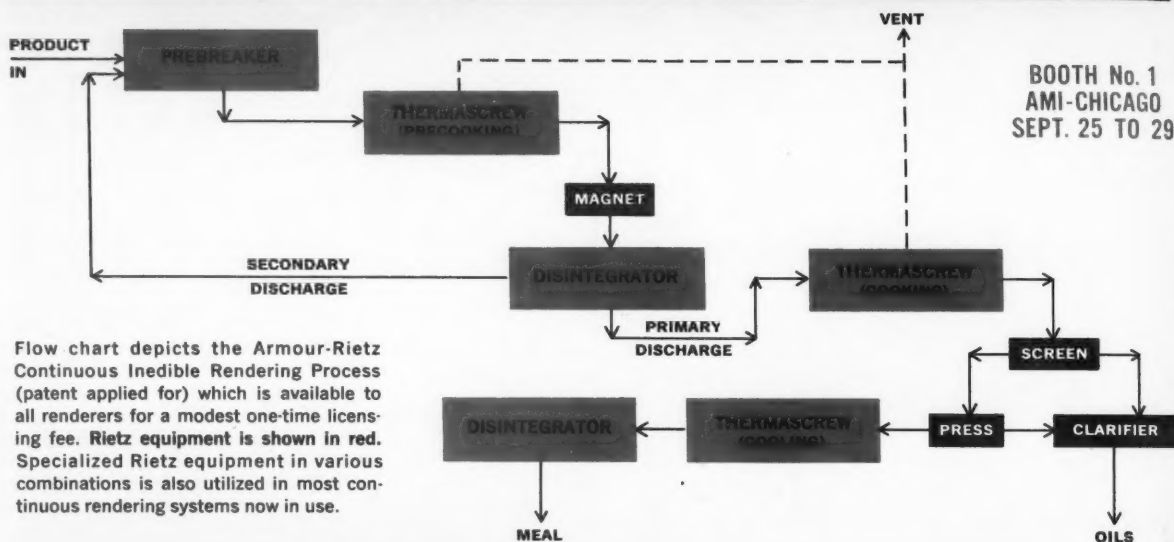 VENT
PRODUCT
IN
PREBREAKER
BOOTH No. 1
AMI-CHICAGO
SEPT. 25 TO 29
THERMASCREW
(PRECOOKING)
MAGNET
SECONDARY
DISCHARGE
DISINTEGRATOR
THERMASCREW
(COOKING)
PRIMARY
DISCHARGE
Flow chart depicts the Armour-Rietz
Continuous Inedible Rendering Process
(patent applied for) which is available to
all renderers for a modest one-time licens-
ing fee. Rietz equipment is shown in red.
Specialized Rietz equipment in various
combinations is also utilized in most con-
tinuous rendering systems now in use.
SCREEN
DISINTEGRATOR
THERMASCREW
(COOLING)
PRESS
CLARIFIER
MEAL
OILS